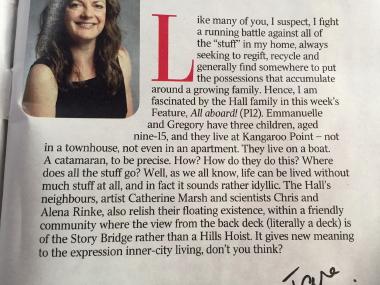 Like many of you, I suspect, I fight
a running battle against all of
the “stuff” in my home, always
seeking to regift, recycle and
generally find somewhere to put
the possessions that accumulate
around a growing family. Hence, I am
fascinated by the Hall family in this week’s
Feature, All aboard! (P12). Emmanuelle
and Gregory have three children, aged
nine-15, and they live at Kangaroo Point – not
in a townhouse, not even in an apartment. They live on a boat.
A catamaran, to be precise. How? How do they do this? Where
does all the stuff go? Well, as we all know, life can be lived without
much stuff at all, and in fact it sounds rather idyllic. The Hall’s
neighbours, artist Catherine Marsh and scientists Chris and
Alena Rinke, also relish their floating existence, within a friendly
community where the view from the back deck (literally a deck) is
of the Story Bridge rather than a Hills Hoist. It gives new meaning
to the expression inner-city living, don’t you think?